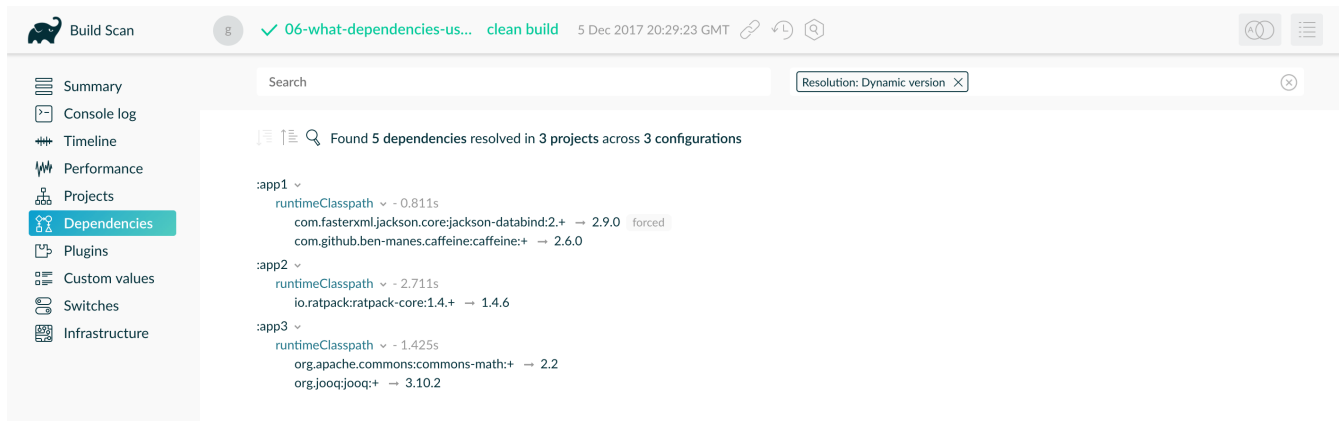 Build Scan
g 06-what-dependencies-us... clean build 5 Dec 2017 20:29:23 GMT
Summary
Console log
Timeline
Performance
Projects
Dependencies
Plugins
Custom values
Switches
Infrastructure
Search
Resolution: Dynamic version
Found 5 dependencies resolved in 3 projects across 3 configurations
:app1
runtimeClasspath - 0.811s
com.fasterxml.jackson.core:jackson-databind:2.+ → 2.9.0 forced
com.github.ben-manes.caffeine:caffeine:+ → 2.6.0
:app2
runtimeClasspath - 2.711s
io.ratpack:ratpack-core:1.4.+ → 1.4.6
:app3
runtimeClasspath - 1.425s
org.apache.commons:commons-math:+ → 2.2
org.jooq:jooq:+ → 3.10.2